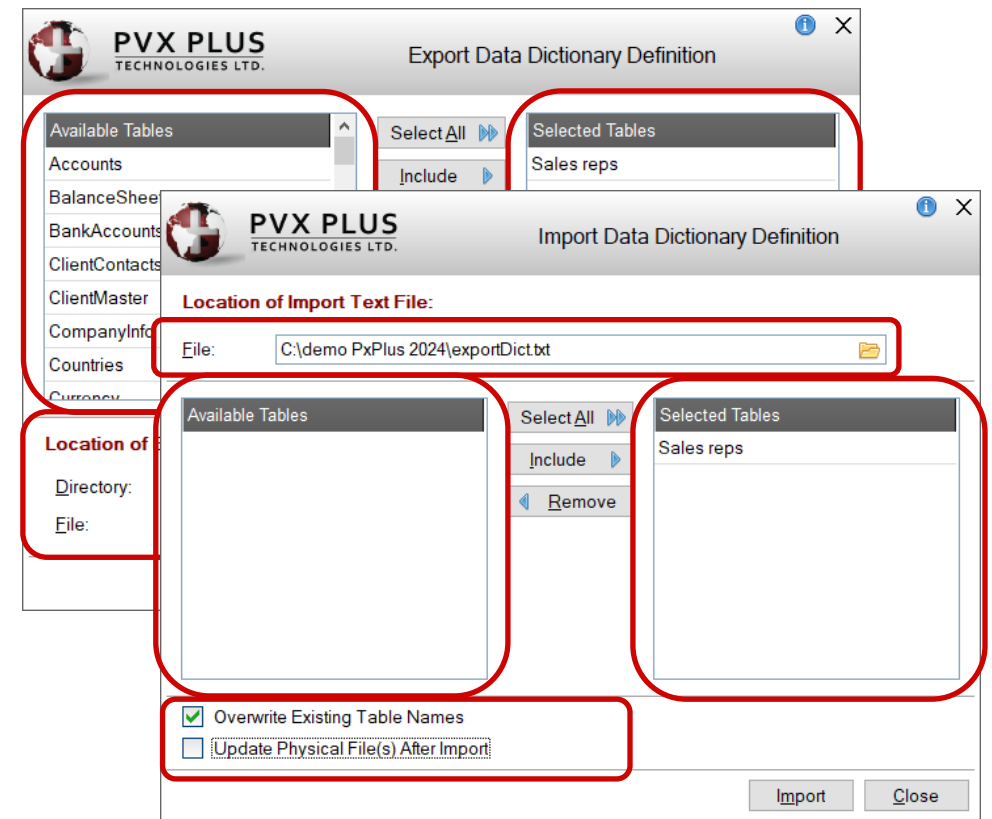 PVX PLUS
TECHNOLOGIES LTD.
Export Data Dictionary Definition
Available Tables
Accounts
BalanceShee
BankAccounts
ClientContacts
ClientMaster
CompanyInfo
Countries
Currency
Select All
Include
Selected Tables
Sales reps
Location of
Directory:
File:
PVX PLUS
TECHNOLOGIES LTD.
Import Data Dictionary Definition
Location of Import Text File:
File: C:\demo PxPlus 2024\exportDict.txt
Available Tables
Select All
Include
Remove
Selected Tables
Sales reps
Overwrite Existing Table Names
Update Physical File(s) After Import
Import Close